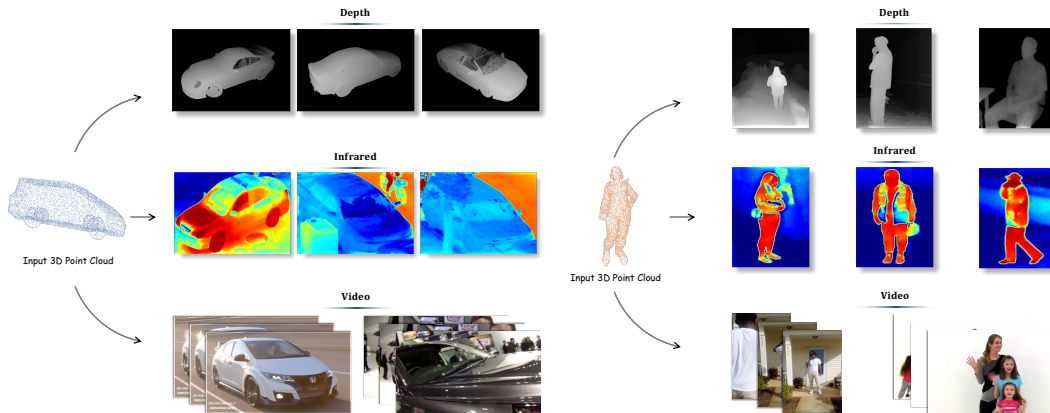 Depth
Infrared
Input 3D Point Cloud
Video
Depth
Infrared
Input 3D Point Cloud
Video